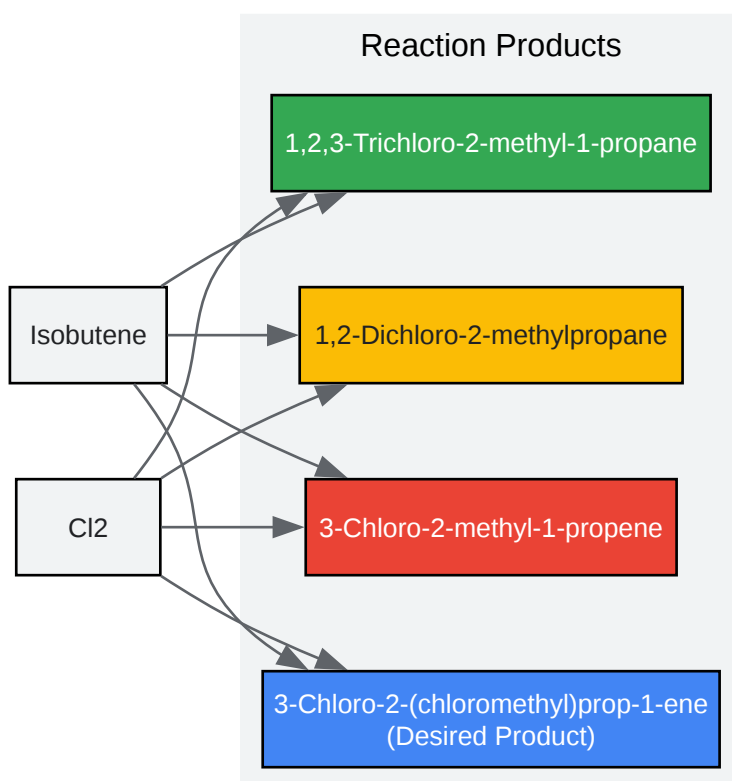 Reaction Products
1,2,3-Trichloro-2-methyl-1-propane
Isobutene
1,2-Dichloro-2-methylpropane
Cl2
3-Chloro-2-methyl-1-propene
3-Chloro-2-(chloromethyl)prop-1-ene
(Desired Product)